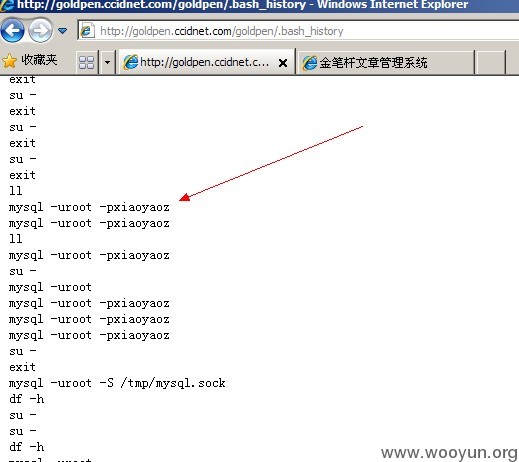 http://goldpen.ccidnet.com/goldpen/.bash_history - Windows Internet Explorer
http://goldpen.ccidnet.com/goldpen/.bash_history
收藏夹
http://goldpen.ccidnet.c...
金笔杆文章管理系统
exit
su -
exit
su -
exit
su -
exit
ll
mysql -uroot -pxiaoyaoz
mysql -uroot -pxiaoyaoz
ll
mysql -uroot -pxiaoyaoz
su -
mysql -uroot
mysql -uroot -pxiaoyaoz
mysql -uroot -pxiaoyaoz
mysql -uroot -pxiaoyaoz
su -
exit
mysql -uroot -S /tmp/mysql.sock
df -h
su -
su -
df -h
mysql -uroot
www.wooyun.org